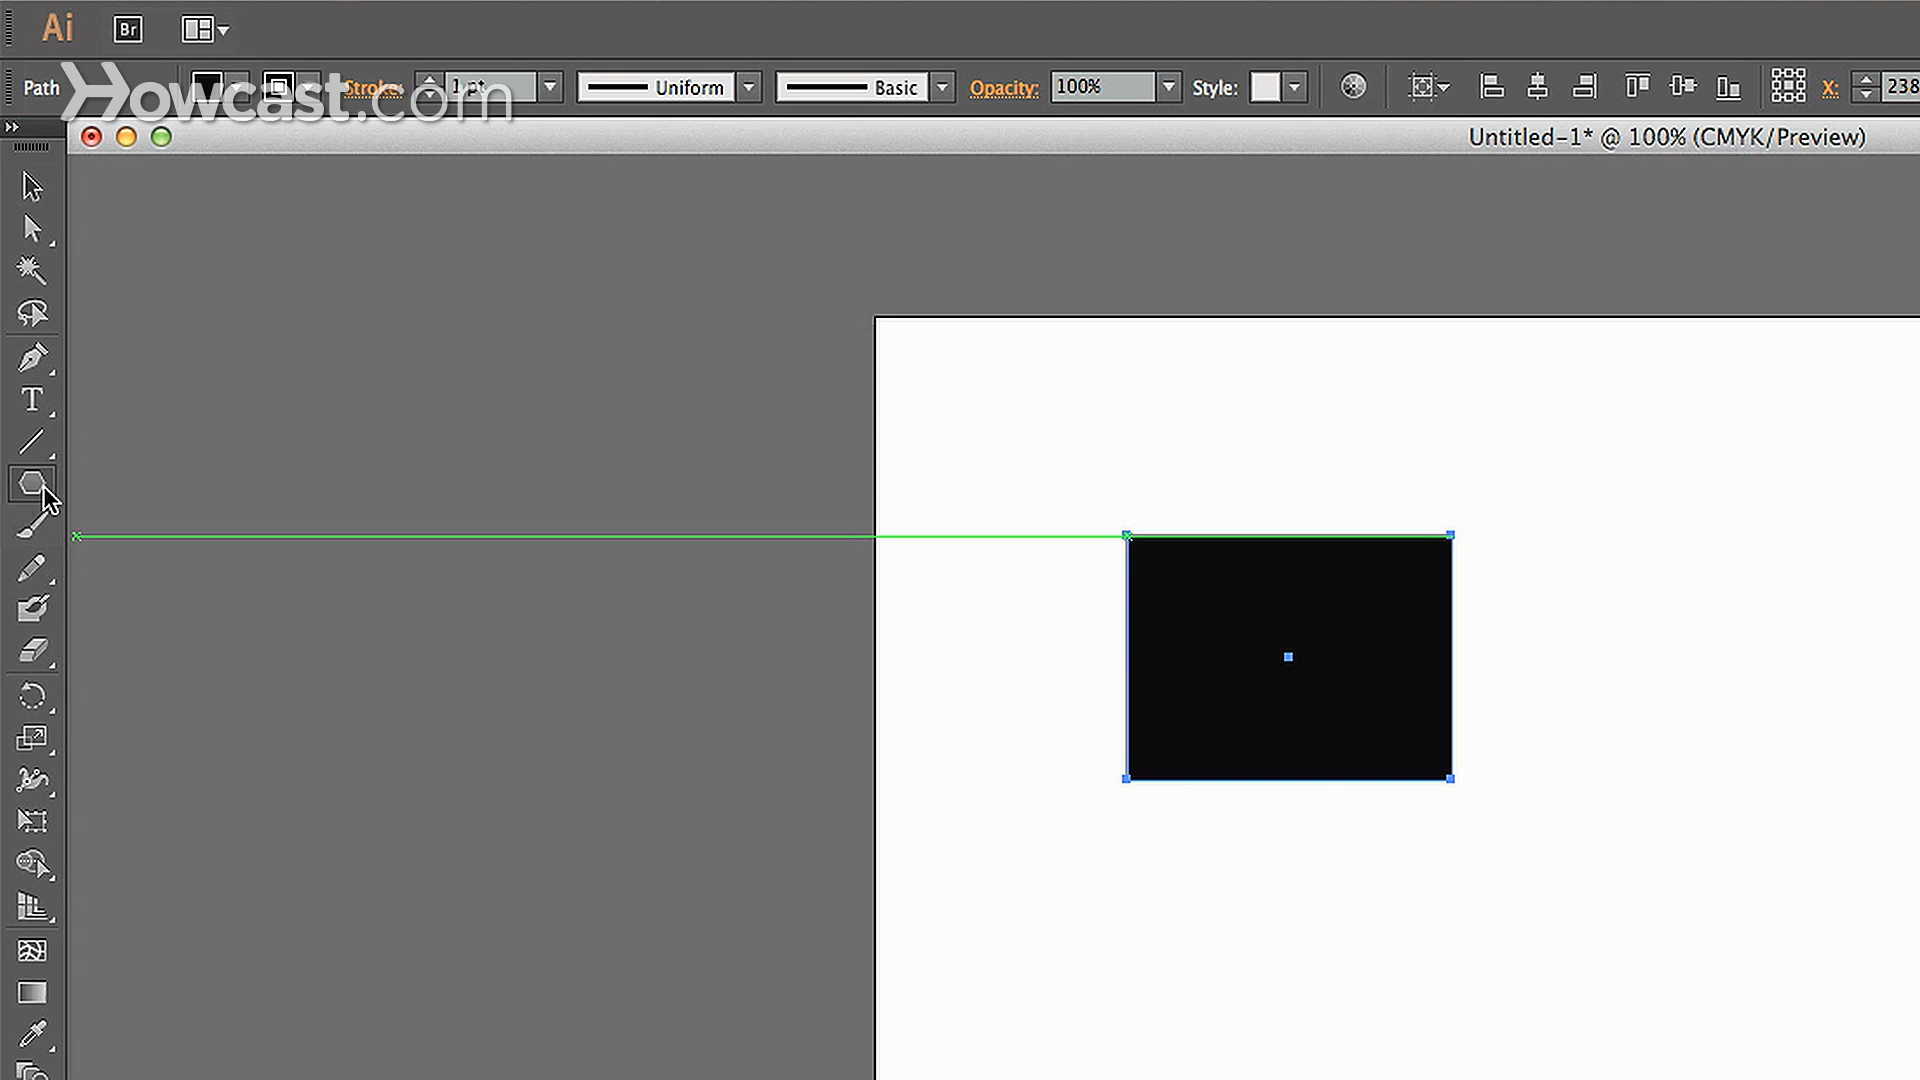 Ai Br
Path Howcast.com Stroke: 1 pt Uniform Basic Opacity: 100% Style: X: 238
Untitled-1* @ 100% (CMYK/Preview)
T